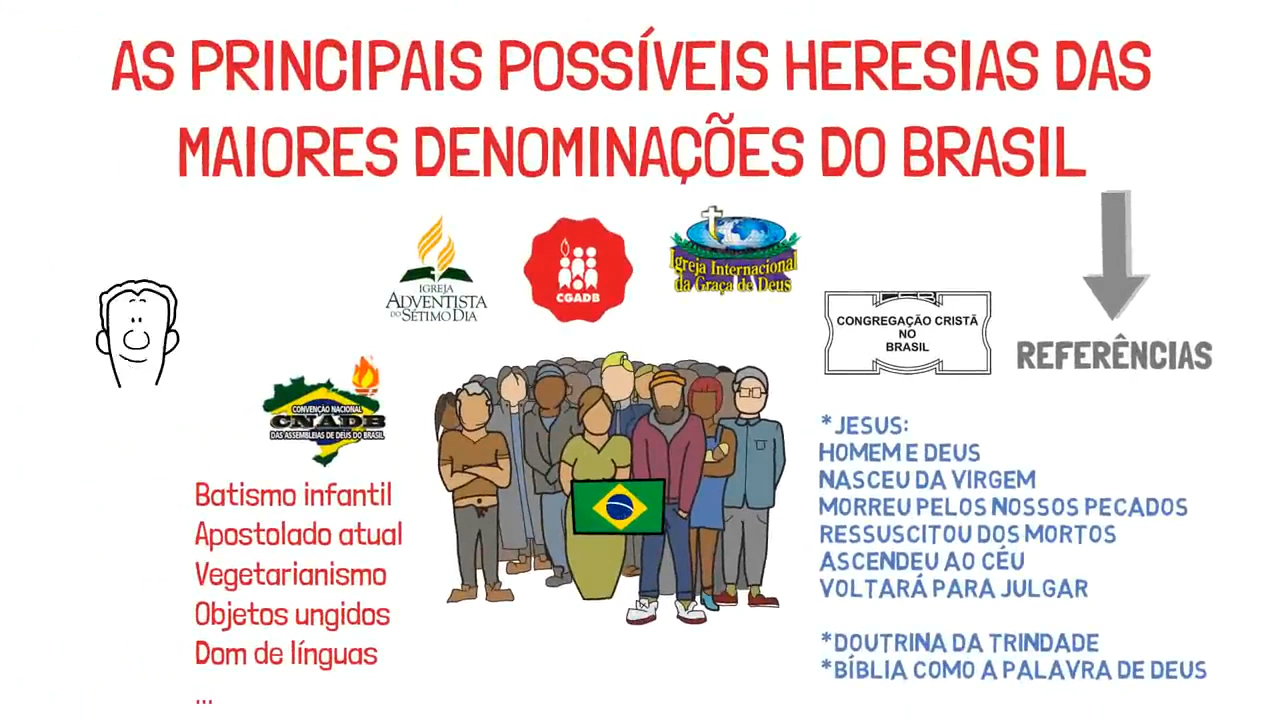 AS PRINCIPAIS POSSÍVEIS HERESIAS DAS
MAIORES DENOMINAÇÕES DO BRASIL
IGREJA
ADVENTISTA
DO SÉTIMO DIA
CGADB
Igreja Internacional
da Graça de Deus
CONGREGAÇÃO CRISTÃ
NO
BRASIL
REFERÊNCIAS
CONVENÇÃO NACIONAL
CNADB
DAS ASSEMBLEIAS DE DEUS DO BRASIL
Batismo infantil
Apostolado atual
Vegetarianismo
Objetos ungidos
Dom de línguas
...
*JESUS:
HOMEM E DEUS
NASCEU DA VIRGEM
MORREU PELOS NOSSOS PECADOS
RESSUSCITOU DOS MORTOS
ASCENDEU AO CÉU
VOLTARÁ PARA JULGAR
*DOUTRINA DA TRINDADE
*BÍBLIA COMO A PALAVRA DE DEUS